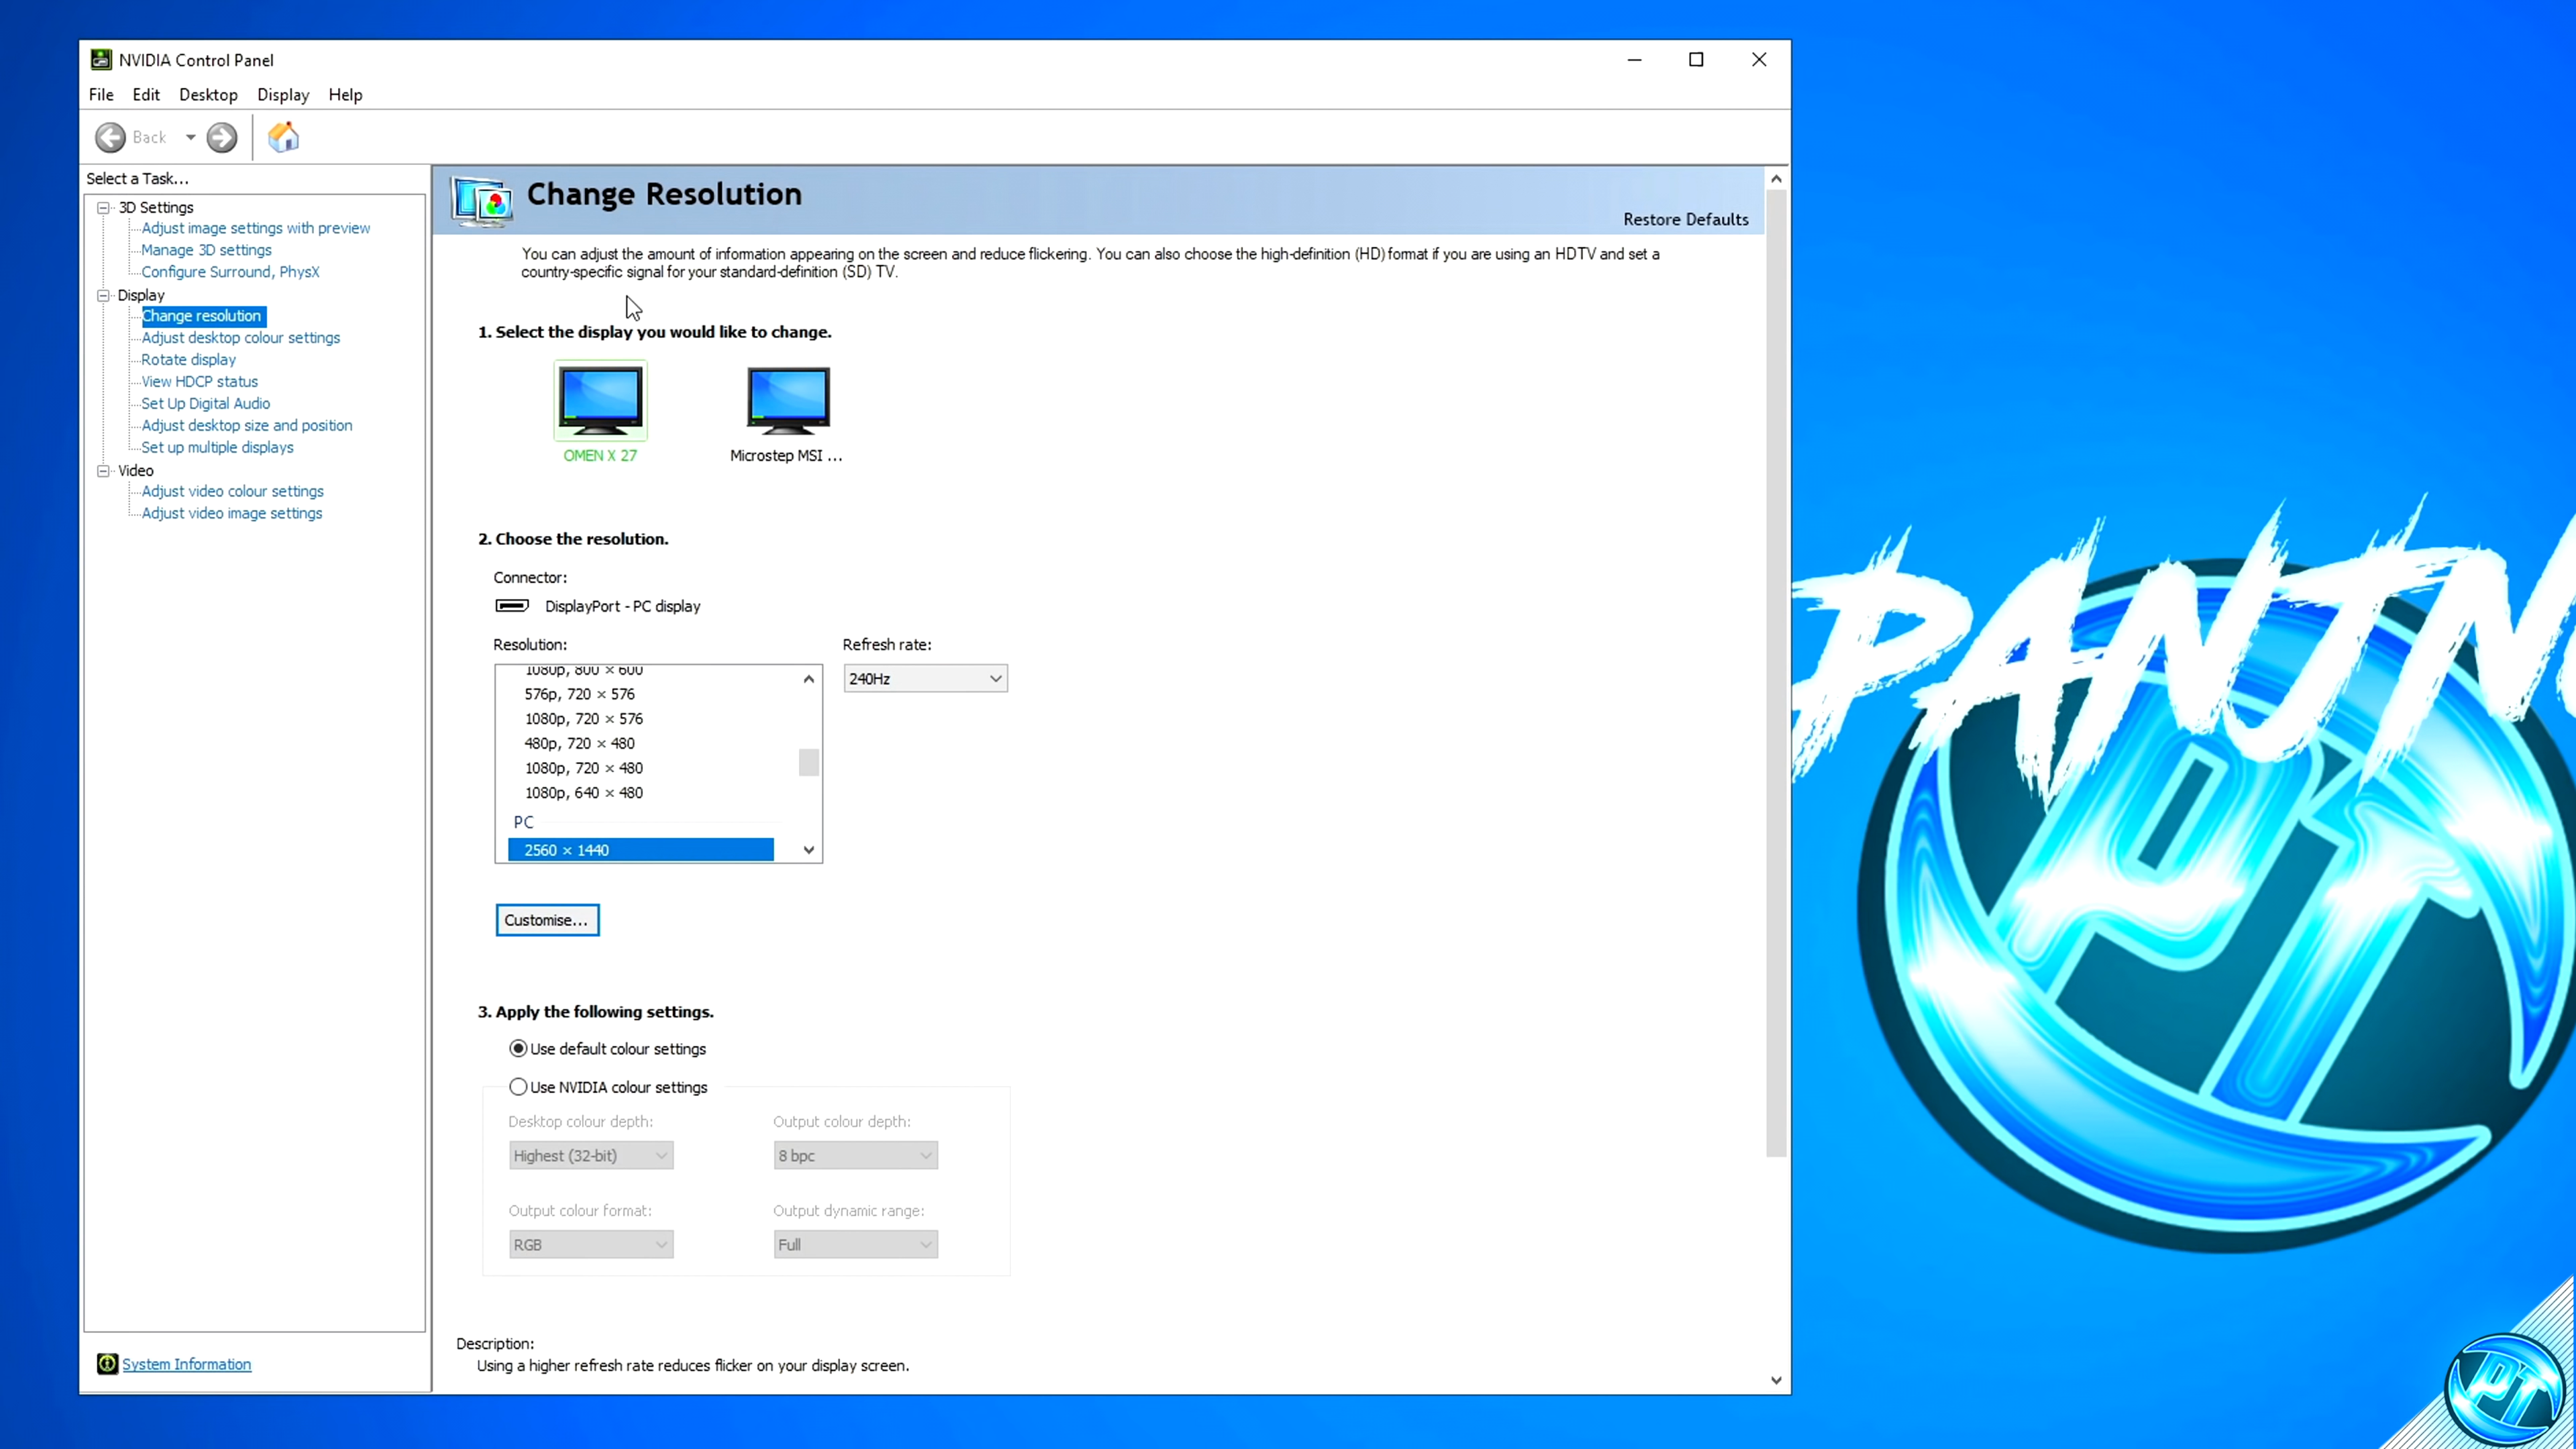 NVIDIA Control Panel
File Edit Desktop Display Help
Back
Select a Task...
3D Settings
Adjust image settings with preview
Manage 3D settings
Configure Surround, PhysX
Display
Change resolution
Adjust desktop colour settings
Rotate display
View HDCP status
Set Up Digital Audio
Adjust desktop size and position
Set up multiple displays
Video
Adjust video colour settings
Adjust video image settings
System Information
Change Resolution
Restore Defaults
You can adjust the amount of information appearing on the screen and reduce flickering. You can also choose the high-definition (HD) format if you are using an HDTV and set a
country-specific signal for your standard-definition (SD) TV.
1. Select the display you would like to change.
OMEN X 27 Microstep MSI ...
2. Choose the resolution.
Connector:
DisplayPort - PC display
Resolution: Refresh rate:
240Hz
1080p, 800 × 600
576p, 720 × 576
1080p, 720 × 576
480p, 720 × 480
1080p, 720 × 480
1080p, 640 × 480
PC
2560 × 1440
Customise...
3. Apply the following settings.
Use default colour settings
Use NVIDIA colour settings
Desktop colour depth: Output colour depth:
Highest (32-bit) 8 bpc
Output colour format: Output dynamic range:
RGB Full
Description:
Using a higher refresh rate reduces flicker on your display screen.
PANJN
PT
PT